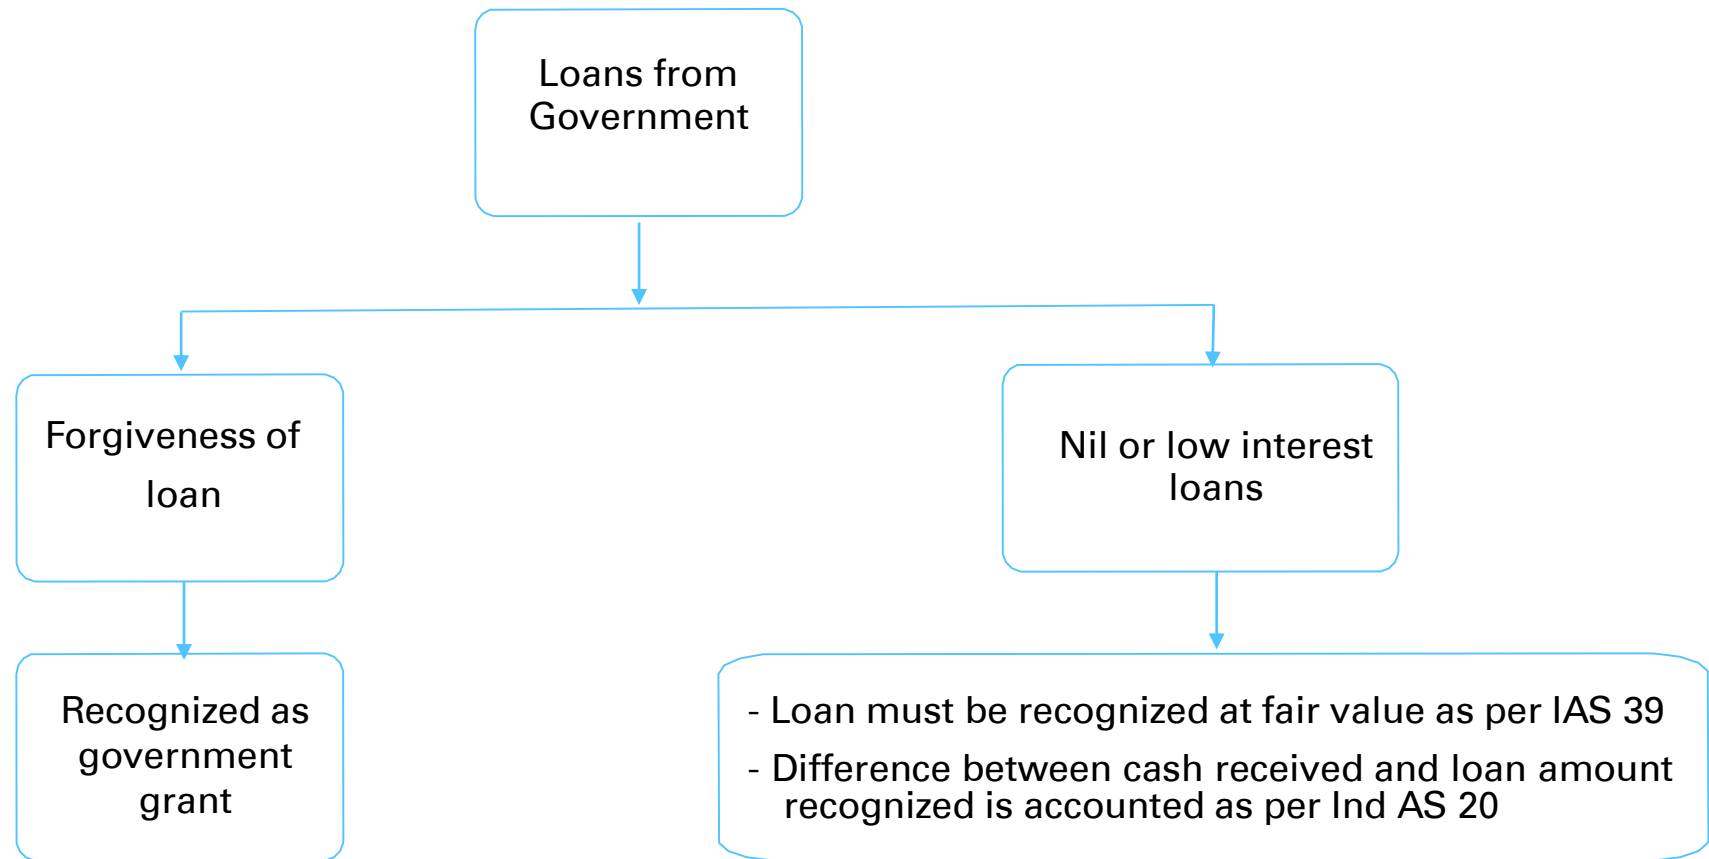 Loans from
Government
Forgiveness of
loan
Nil or low interest
loans
Recognized as
government
grant
- Loan must be recognized at fair value as per IAS 39
- Difference between cash received and loan amount
recognized is accounted as per Ind AS 20